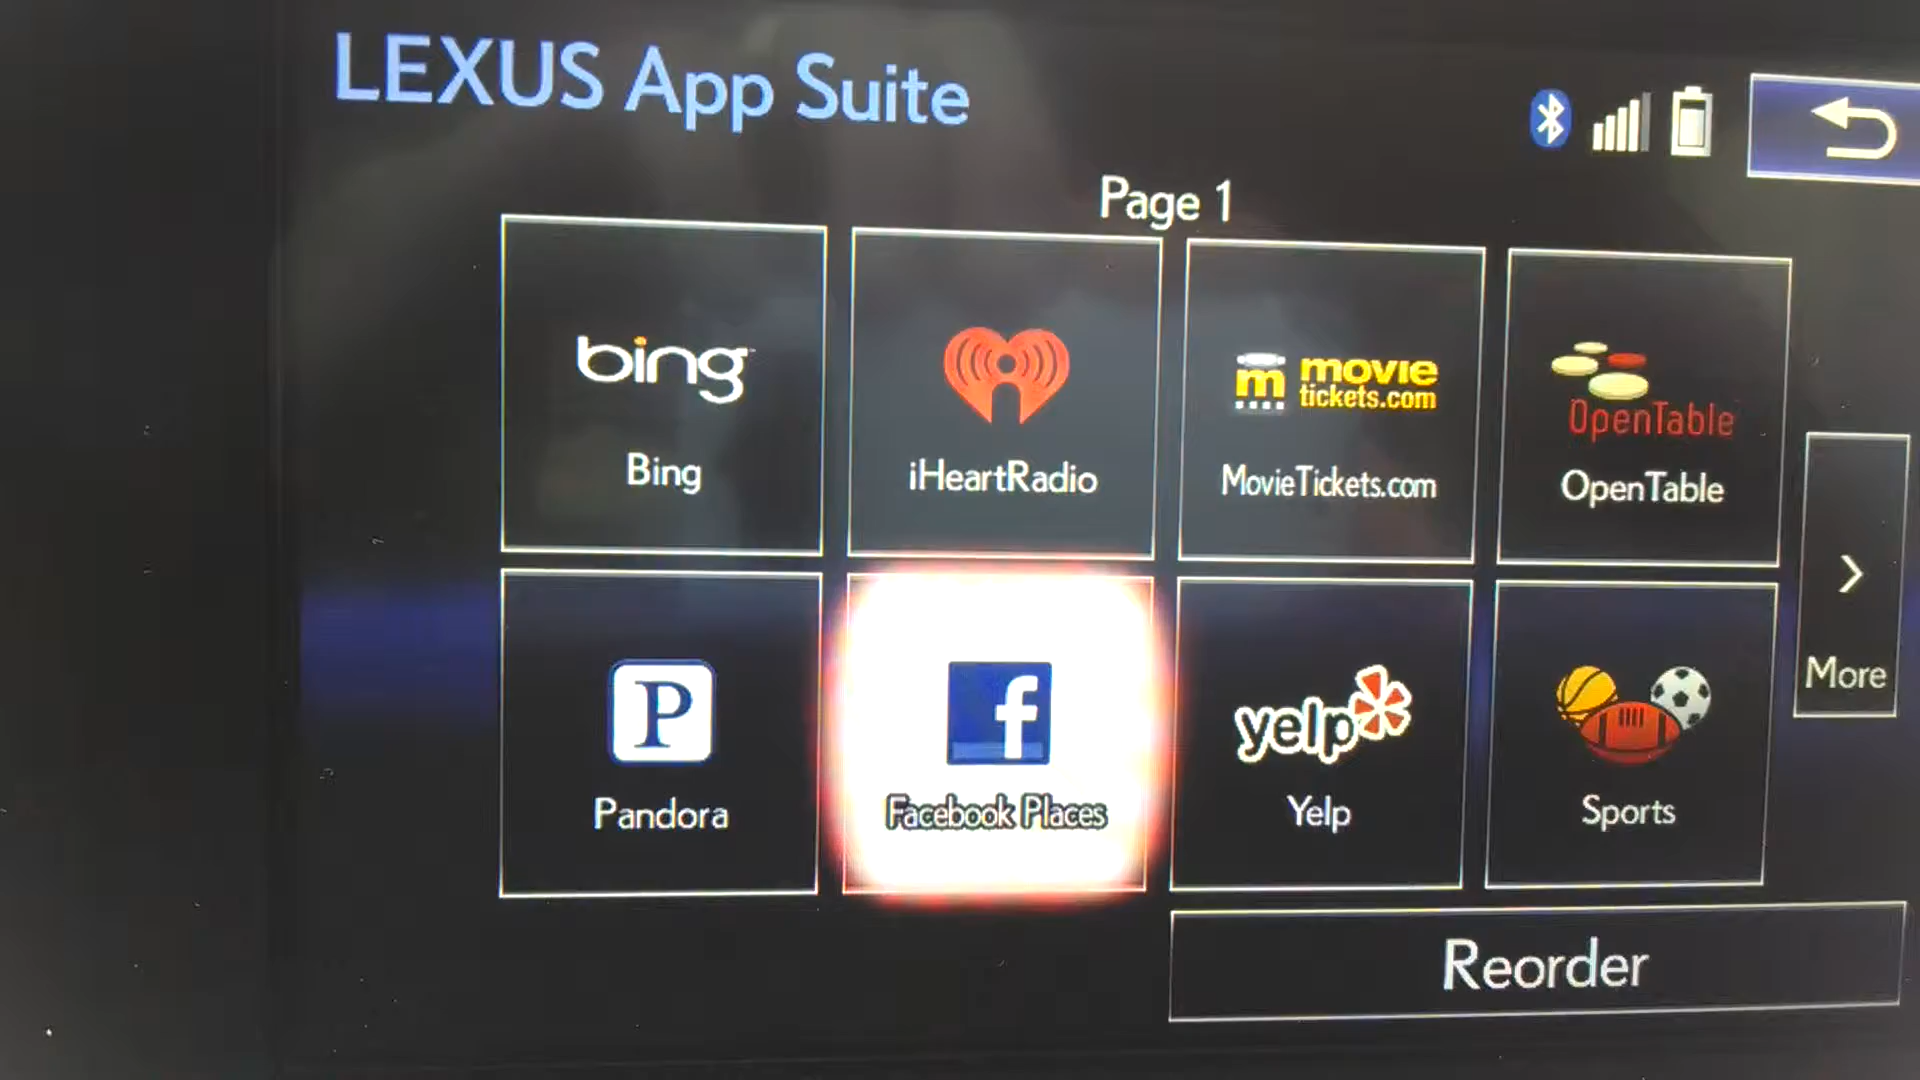 LEXUS App Suite
Page 1
bing
Bing
iHeartRadio
m movie
tickets.com
MovieTickets.com
OpenTable
OpenTable
P
Pandora
f
Facebook Places
yelp
Yelp
Sports
>
More
Reorder